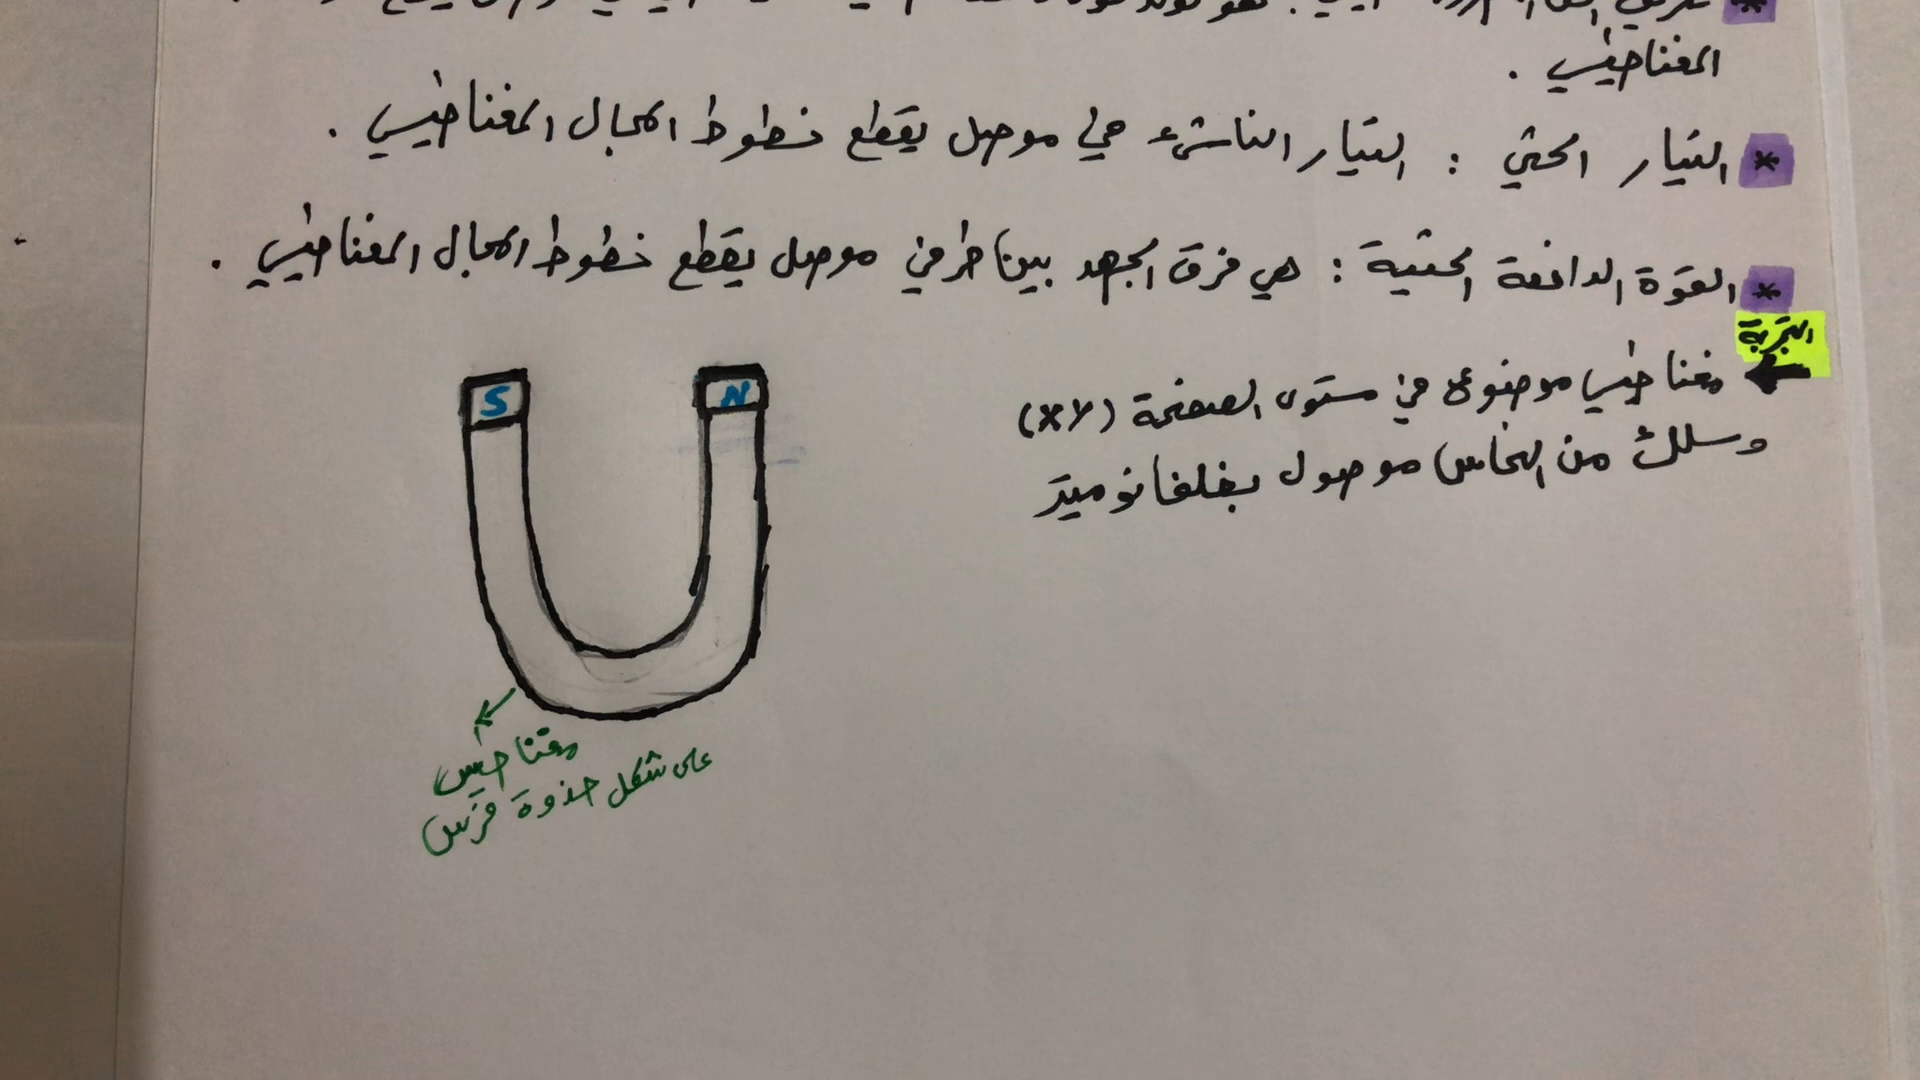 المغناطيسي .
* التيار الحثي : التيار الناشئ في موصل يقطع خطوط المجال المغناطيسي .
* القوة الدافعة الحثية : هي فرق الجهد بين طرفي موصل يقطع خطوط المجال المغناطيسي .
التجربة
مغناطيس موضوع في مستوى الصفحة (XY)
وسلك من النحاس موصول بغلفانوميتر
S N
مغناطيس
على شكل حذوة فرس